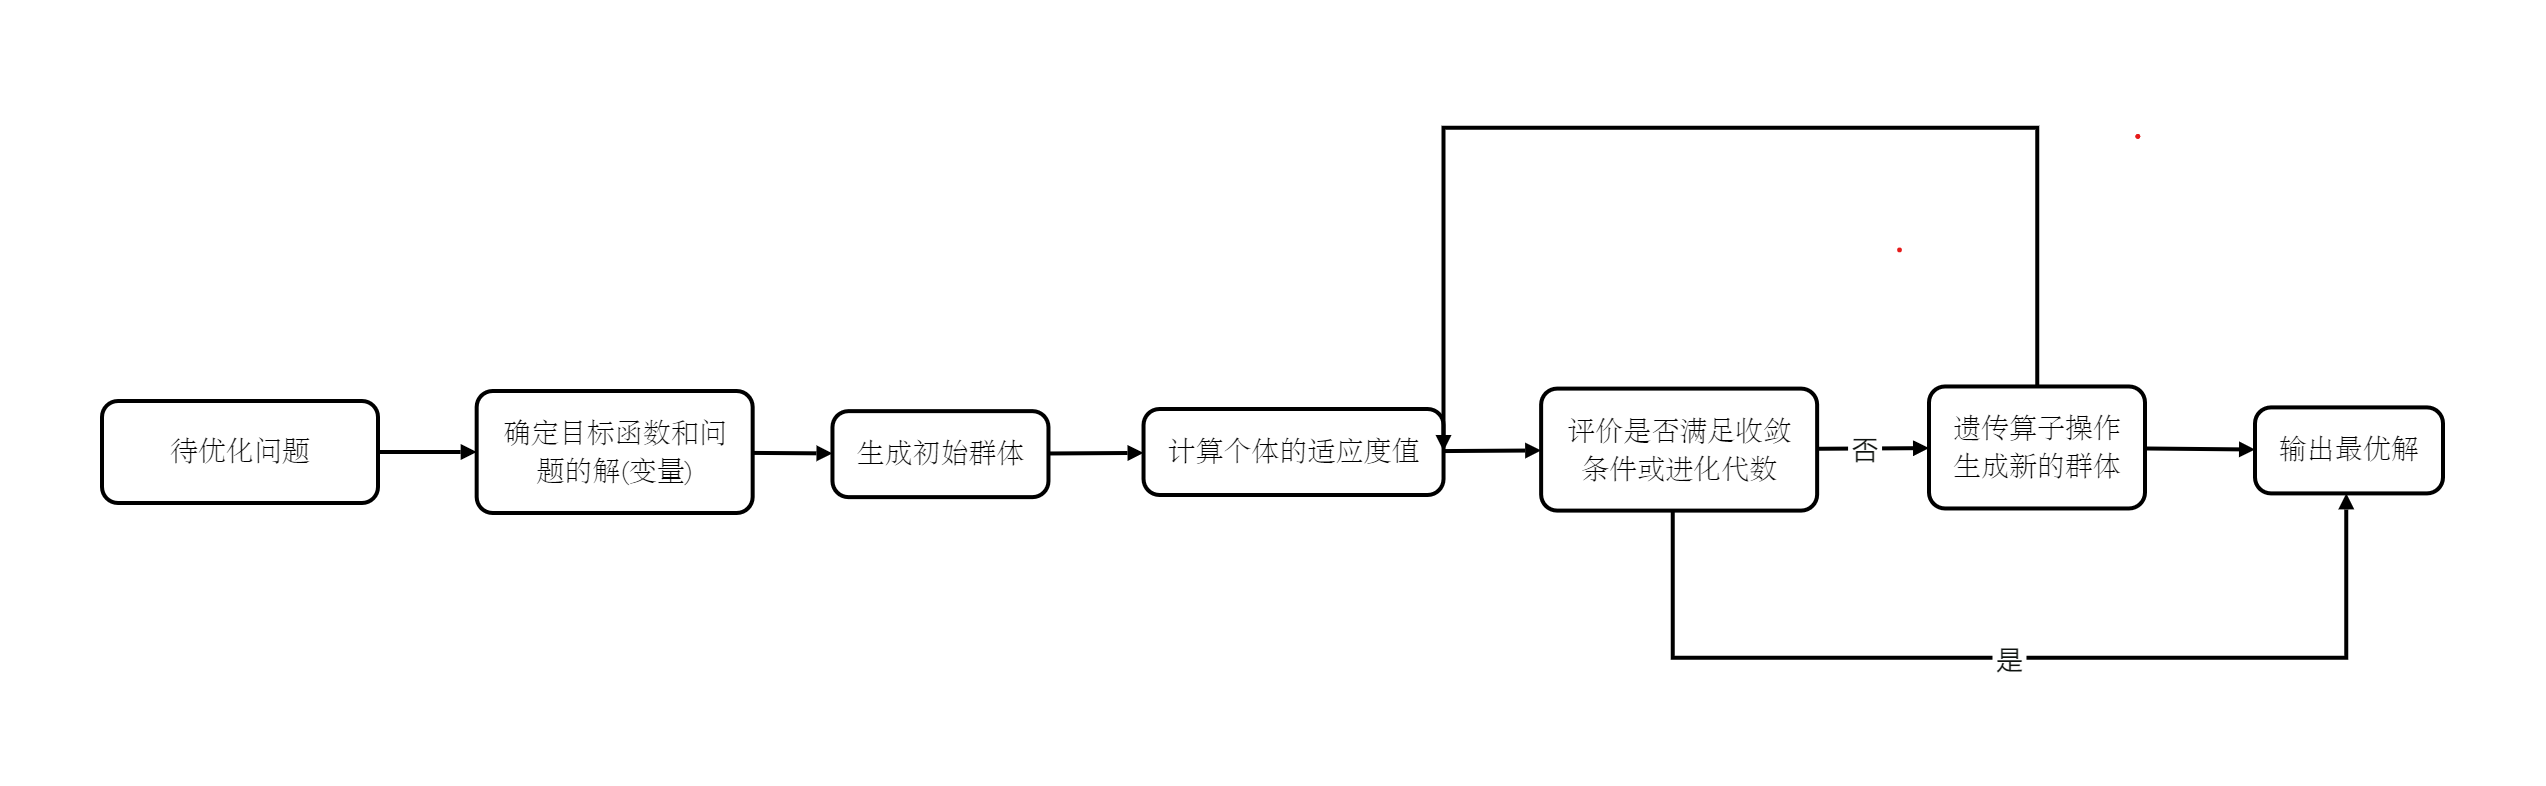 待优化问题
确定目标函数和问
题的解(变量)
生成初始群体
计算个体的适应度值
评价是否满足收敛
条件或进化代数
否
遗传算子操作
生成新的群体
输出最优解
是